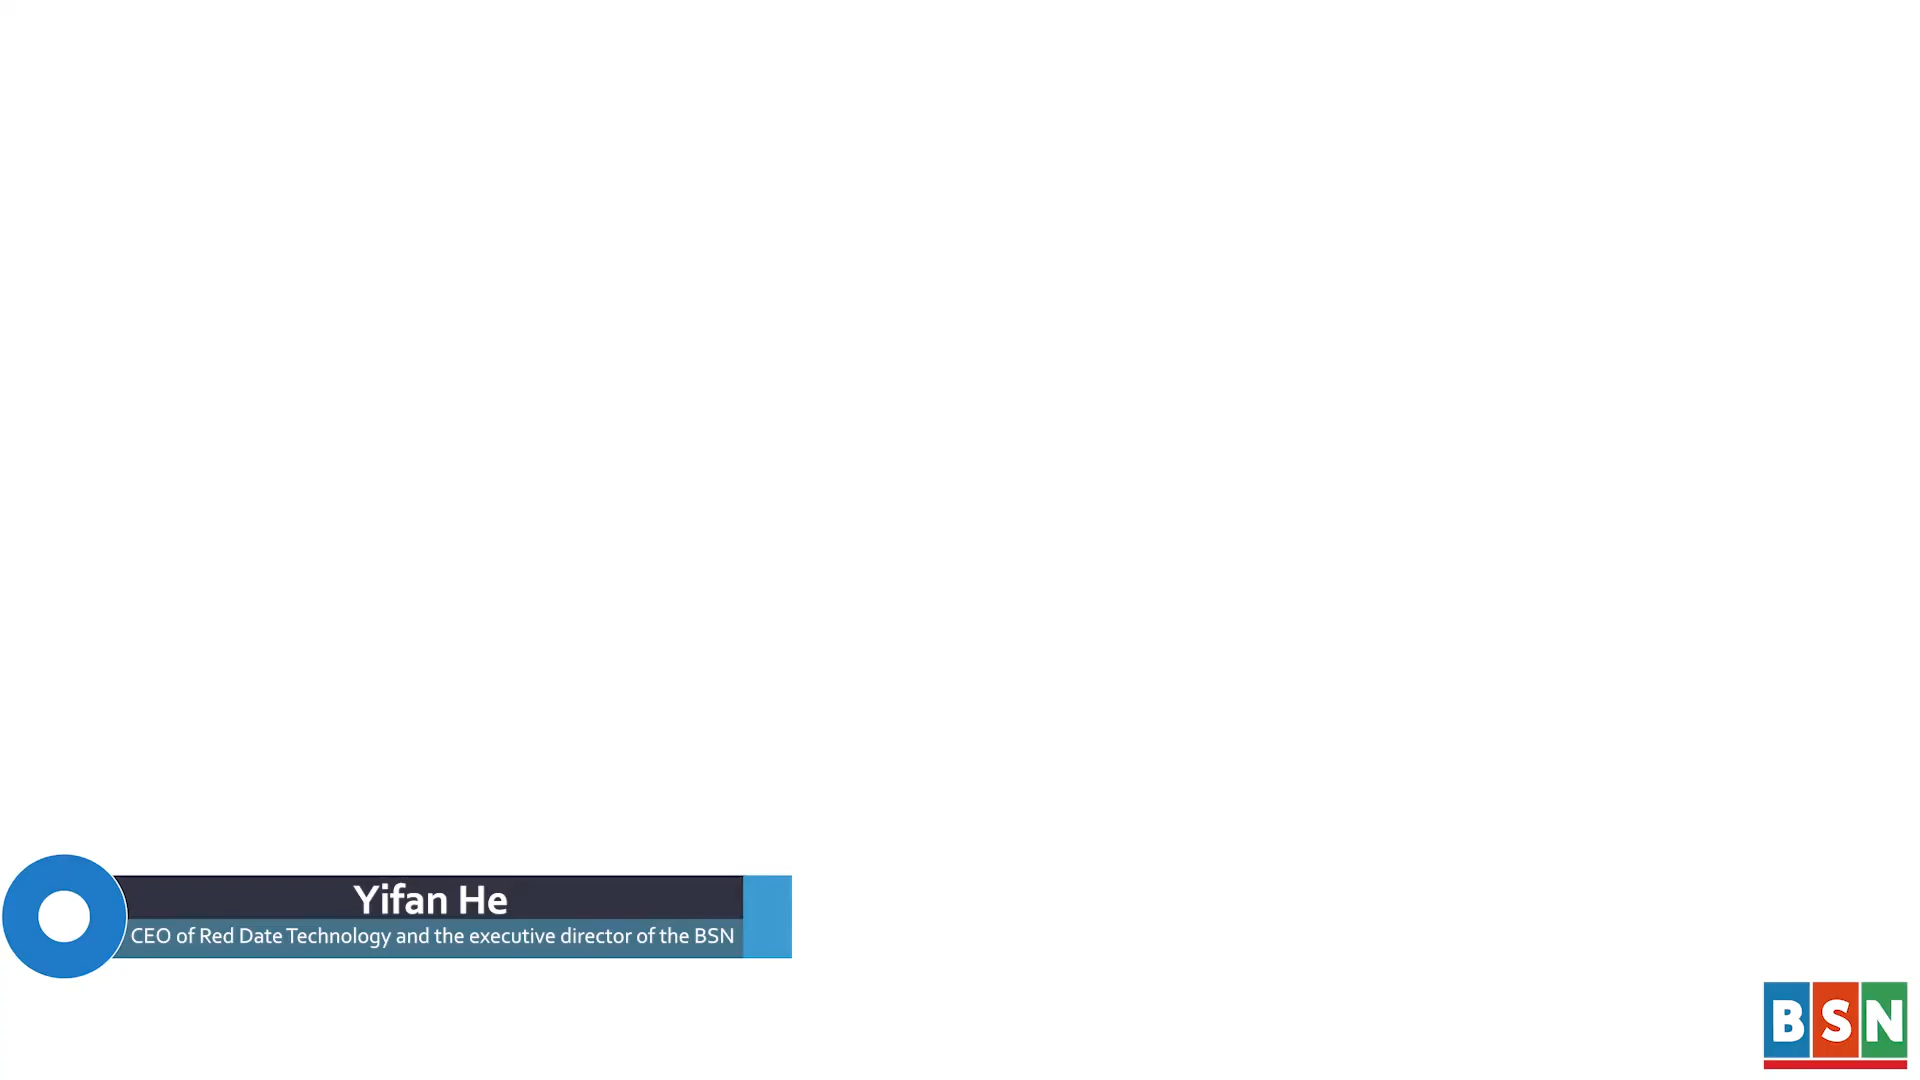 Yifan He
CEO of Red Date Technology and the executive director of the BSN
BSN